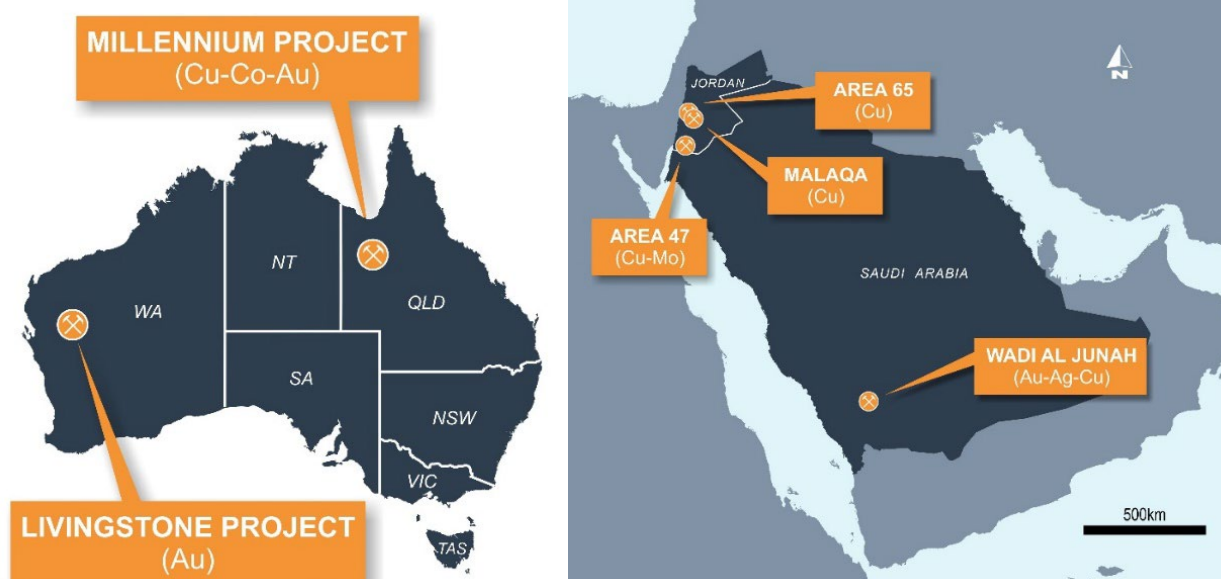 MILLENNIUM PROJECT
(Cu-Co-Au)
NT
WA
QLD
SA
NSW
VIC
TAS
LIVINGSTONE PROJECT
(Au)
N
JORDAN
AREA 65
(Cu)
MALAQA
(Cu)
AREA 47
(Cu-Mo)
SAUDI ARABIA
WADI AL JUNAH
(Au-Ag-Cu)
500km